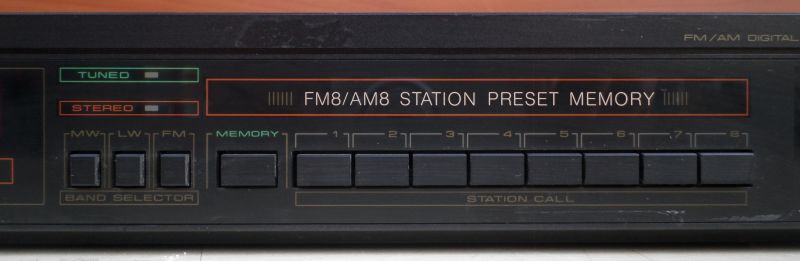 FM/AM DIGITAL
TUNED
STEREO
FM8/AM8 STATION PRESET MEMORY
MW LW FM
MEMORY
1 2 3 4 5 6 7 8
BAND SELECTOR
STATION CALL